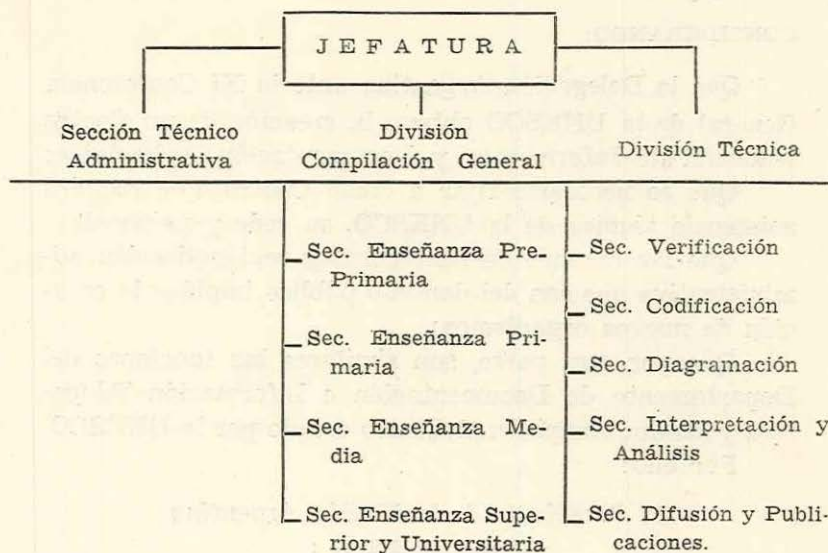 JEFATURA
Sección Técnico
Administrativa
División
Compilación General
División Técnica
Sec. Enseñanza Pre-
Primaria
Sec. Enseñanza Pri-
maria
Sec. Enseñanza Me-
dia
Sec. Enseñanza Supe-
rior y Universitaria
Sec. Verificación
Sec. Codificación
Sec. Diagramación
Sec. Interpretación y
Análisis
Sec. Difusión y Publi-
caciones.